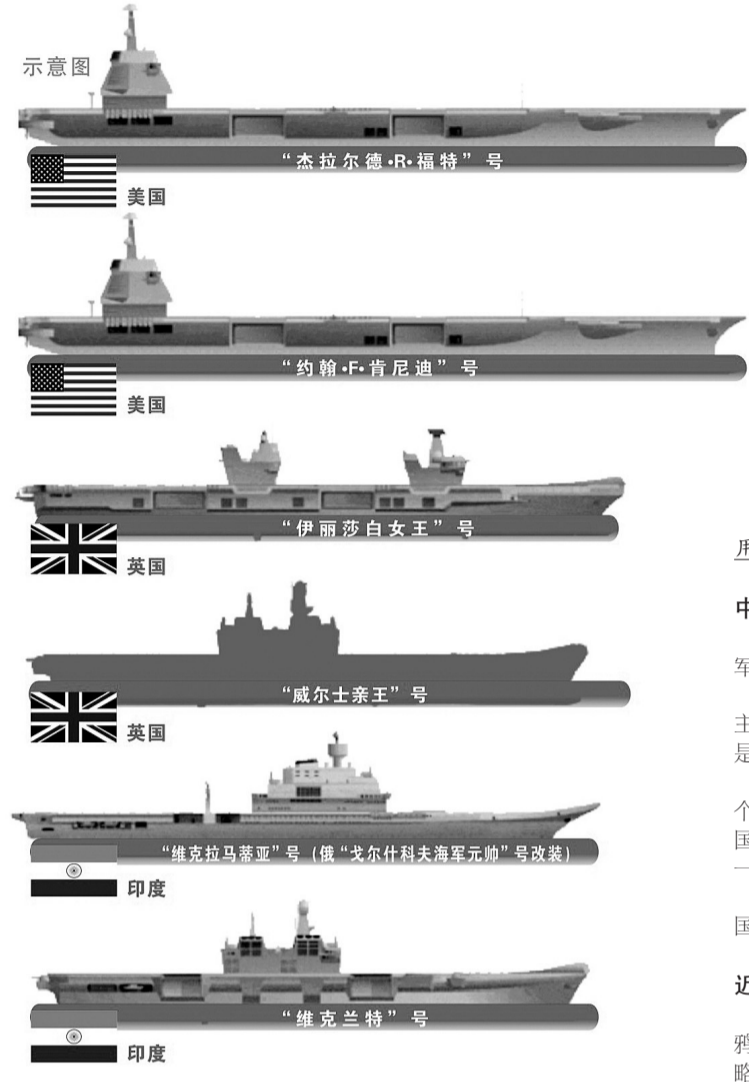 示意图
“杰拉尔德·R·福特”号
美国
“约翰·F·肯尼迪”号
美国
“伊丽莎白女王”号
英国
“威尔士亲王”号
英国
“维克拉马蒂亚”号（俄“戈尔什科夫海军元帅”号改装）
印度
“维克兰特”号
印度
军
主
是
个
国
一
国
近
鸦
略